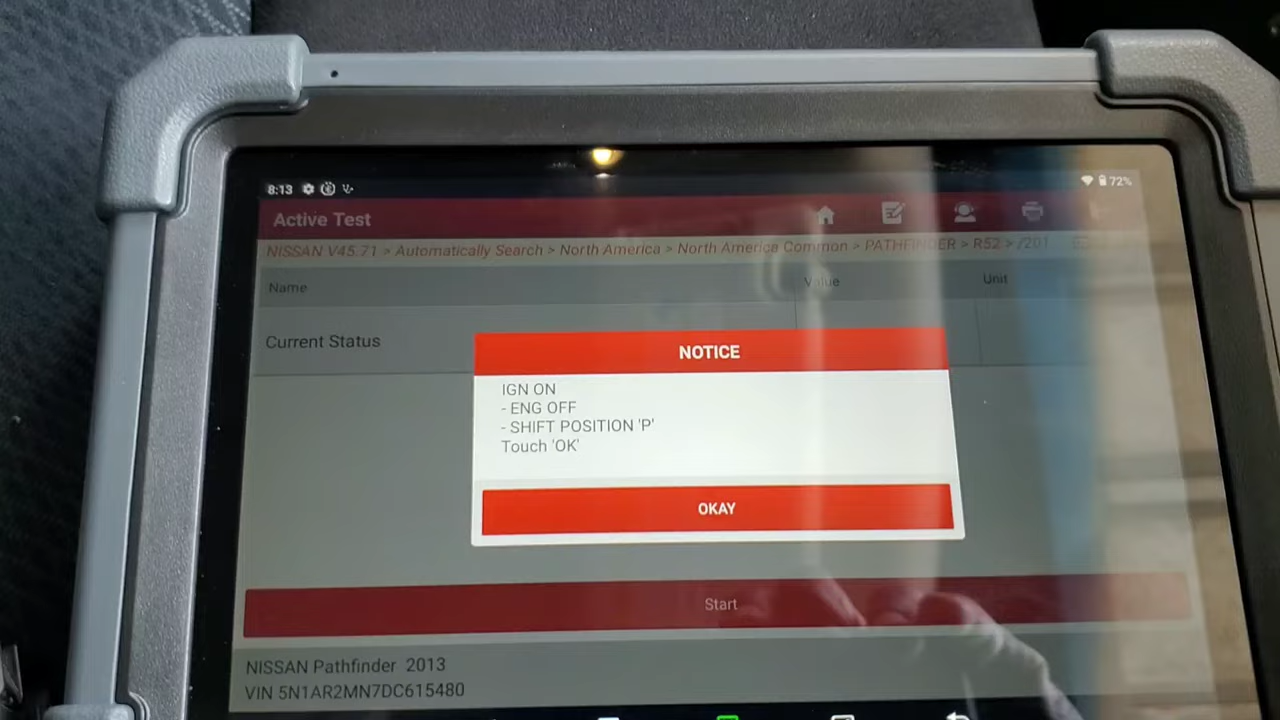 8:13
72%
Active Test
NISSAN V45.71 > Automatically Search > North America > North America Common > PATHFINDER > R52 > /201
Name Value Unit
Current Status
NOTICE
IGN ON
- ENG OFF
- SHIFT POSITION 'P'
Touch 'OK'
OKAY
Start
NISSAN Pathfinder 2013
VIN 5N1AR2MN7DC615480